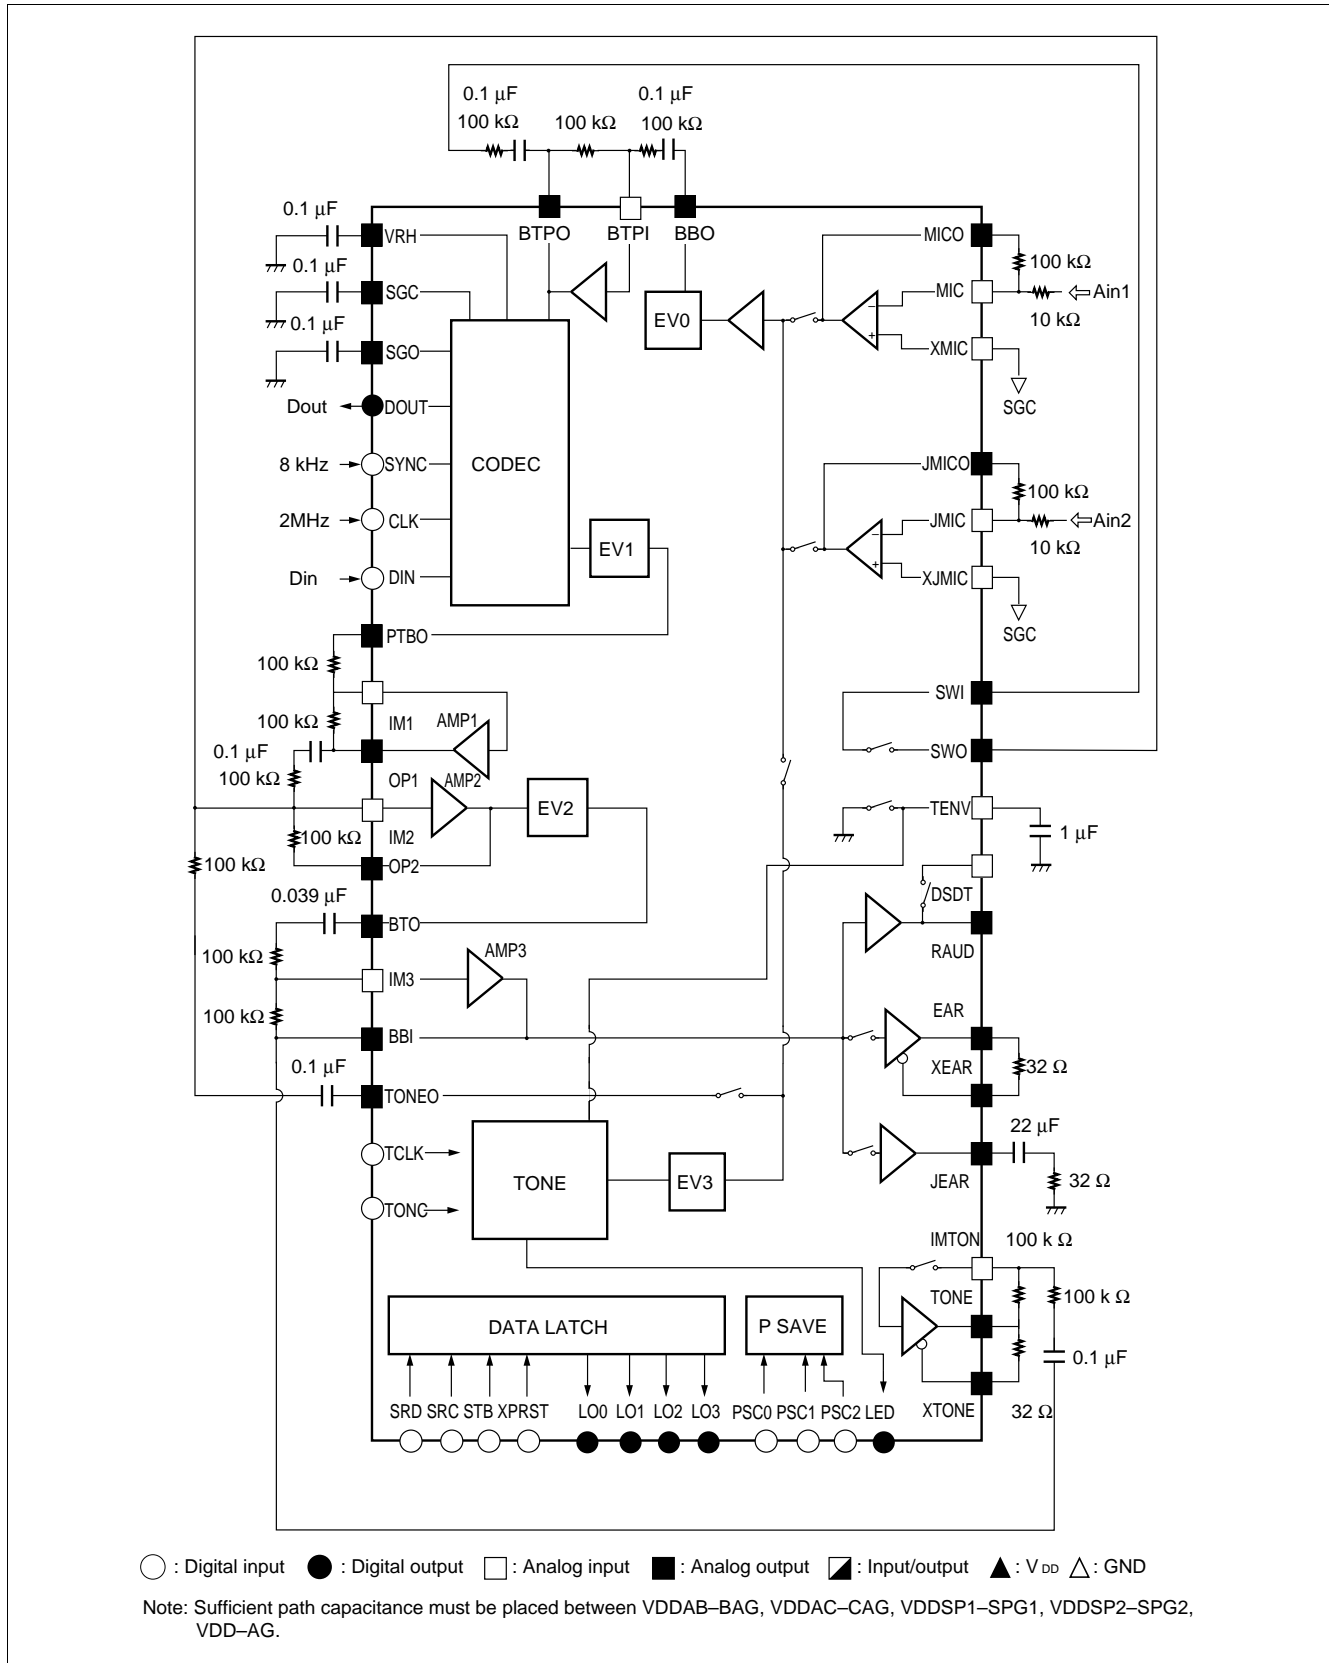 0.1 µF
0.1 µF
100 kΩ
100 kΩ
100 kΩ
0.1 µF
BTPO
BTPI
BBO
VRH
MICO
0.1 µF
100 kΩ
SGC
MIC
Ain1
EV0
10 kΩ
0.1 µF
SGO
XMIC
–
+
Dout
DOUT
SGC
8 kHz
SYNC
CODEC
JMICO
100 kΩ
2MHz
CLK
JMIC
Ain2
EV1
10 kΩ
Din
DIN
XJMIC
–
+
PTBO
SGC
100 kΩ
SWI
IM1
AMP1
100 kΩ
0.1 µF
SWO
100 kΩ
OP1
AMP2
EV2
TENV
100 kΩ
IM2
1 µF
100 kΩ
OP2
DSDT
0.039 µF
BTO
RAUD
100 kΩ
AMP3
IM3
100 kΩ
EAR
BBI
0.1 µF
XEAR
32 Ω
TONEO
22 µF
TCLK
TONE
EV3
JEAR
32 Ω
TONC
IMTON
100 k Ω
TONE
100 k Ω
DATA LATCH
P SAVE
0.1 µF
SRD
SRC
STB
XPRST
LO0
LO1
LO2
LO3
PSC0
PSC1
PSC2
LED
XTONE
32 Ω
: Digital input
: Digital output
: Analog input
: Analog output
: Input/output
: VDD
: GND
Note: Sufficient path capacitance must be placed between VDDAB–BAG, VDDAC–CAG, VDDSP1–SPG1, VDDSP2–SPG2,
VDD–AG.